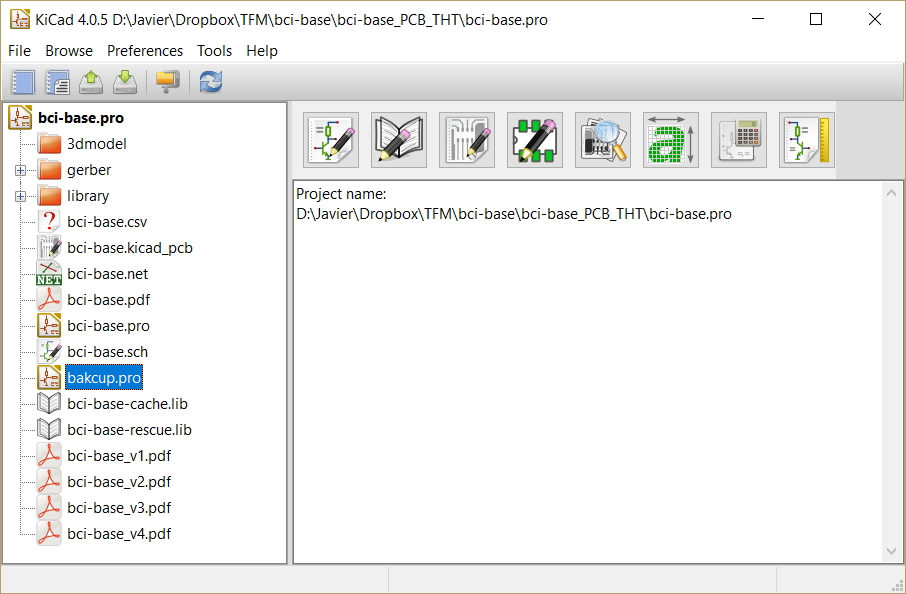 KiCad 4.0.5 D:\Javier\Dropbox\TFM\bci-base\bci-base_PCB_THT\bci-base.pro
File Browse Preferences Tools Help
bci-base.pro
3dmodel
gerber
library
bci-base.csv
bci-base.kicad_pcb
NET
bci-base.net
bci-base.pdf
bci-base.pro
bci-base.sch
bakcup.pro
bci-base-cache.lib
bci-base-rescue.lib
bci-base_v1.pdf
bci-base_v2.pdf
bci-base_v3.pdf
bci-base_v4.pdf
a
Project name:
D:\Javier\Dropbox\TFM\bci-base\bci-base_PCB_THT\bci-base.pro